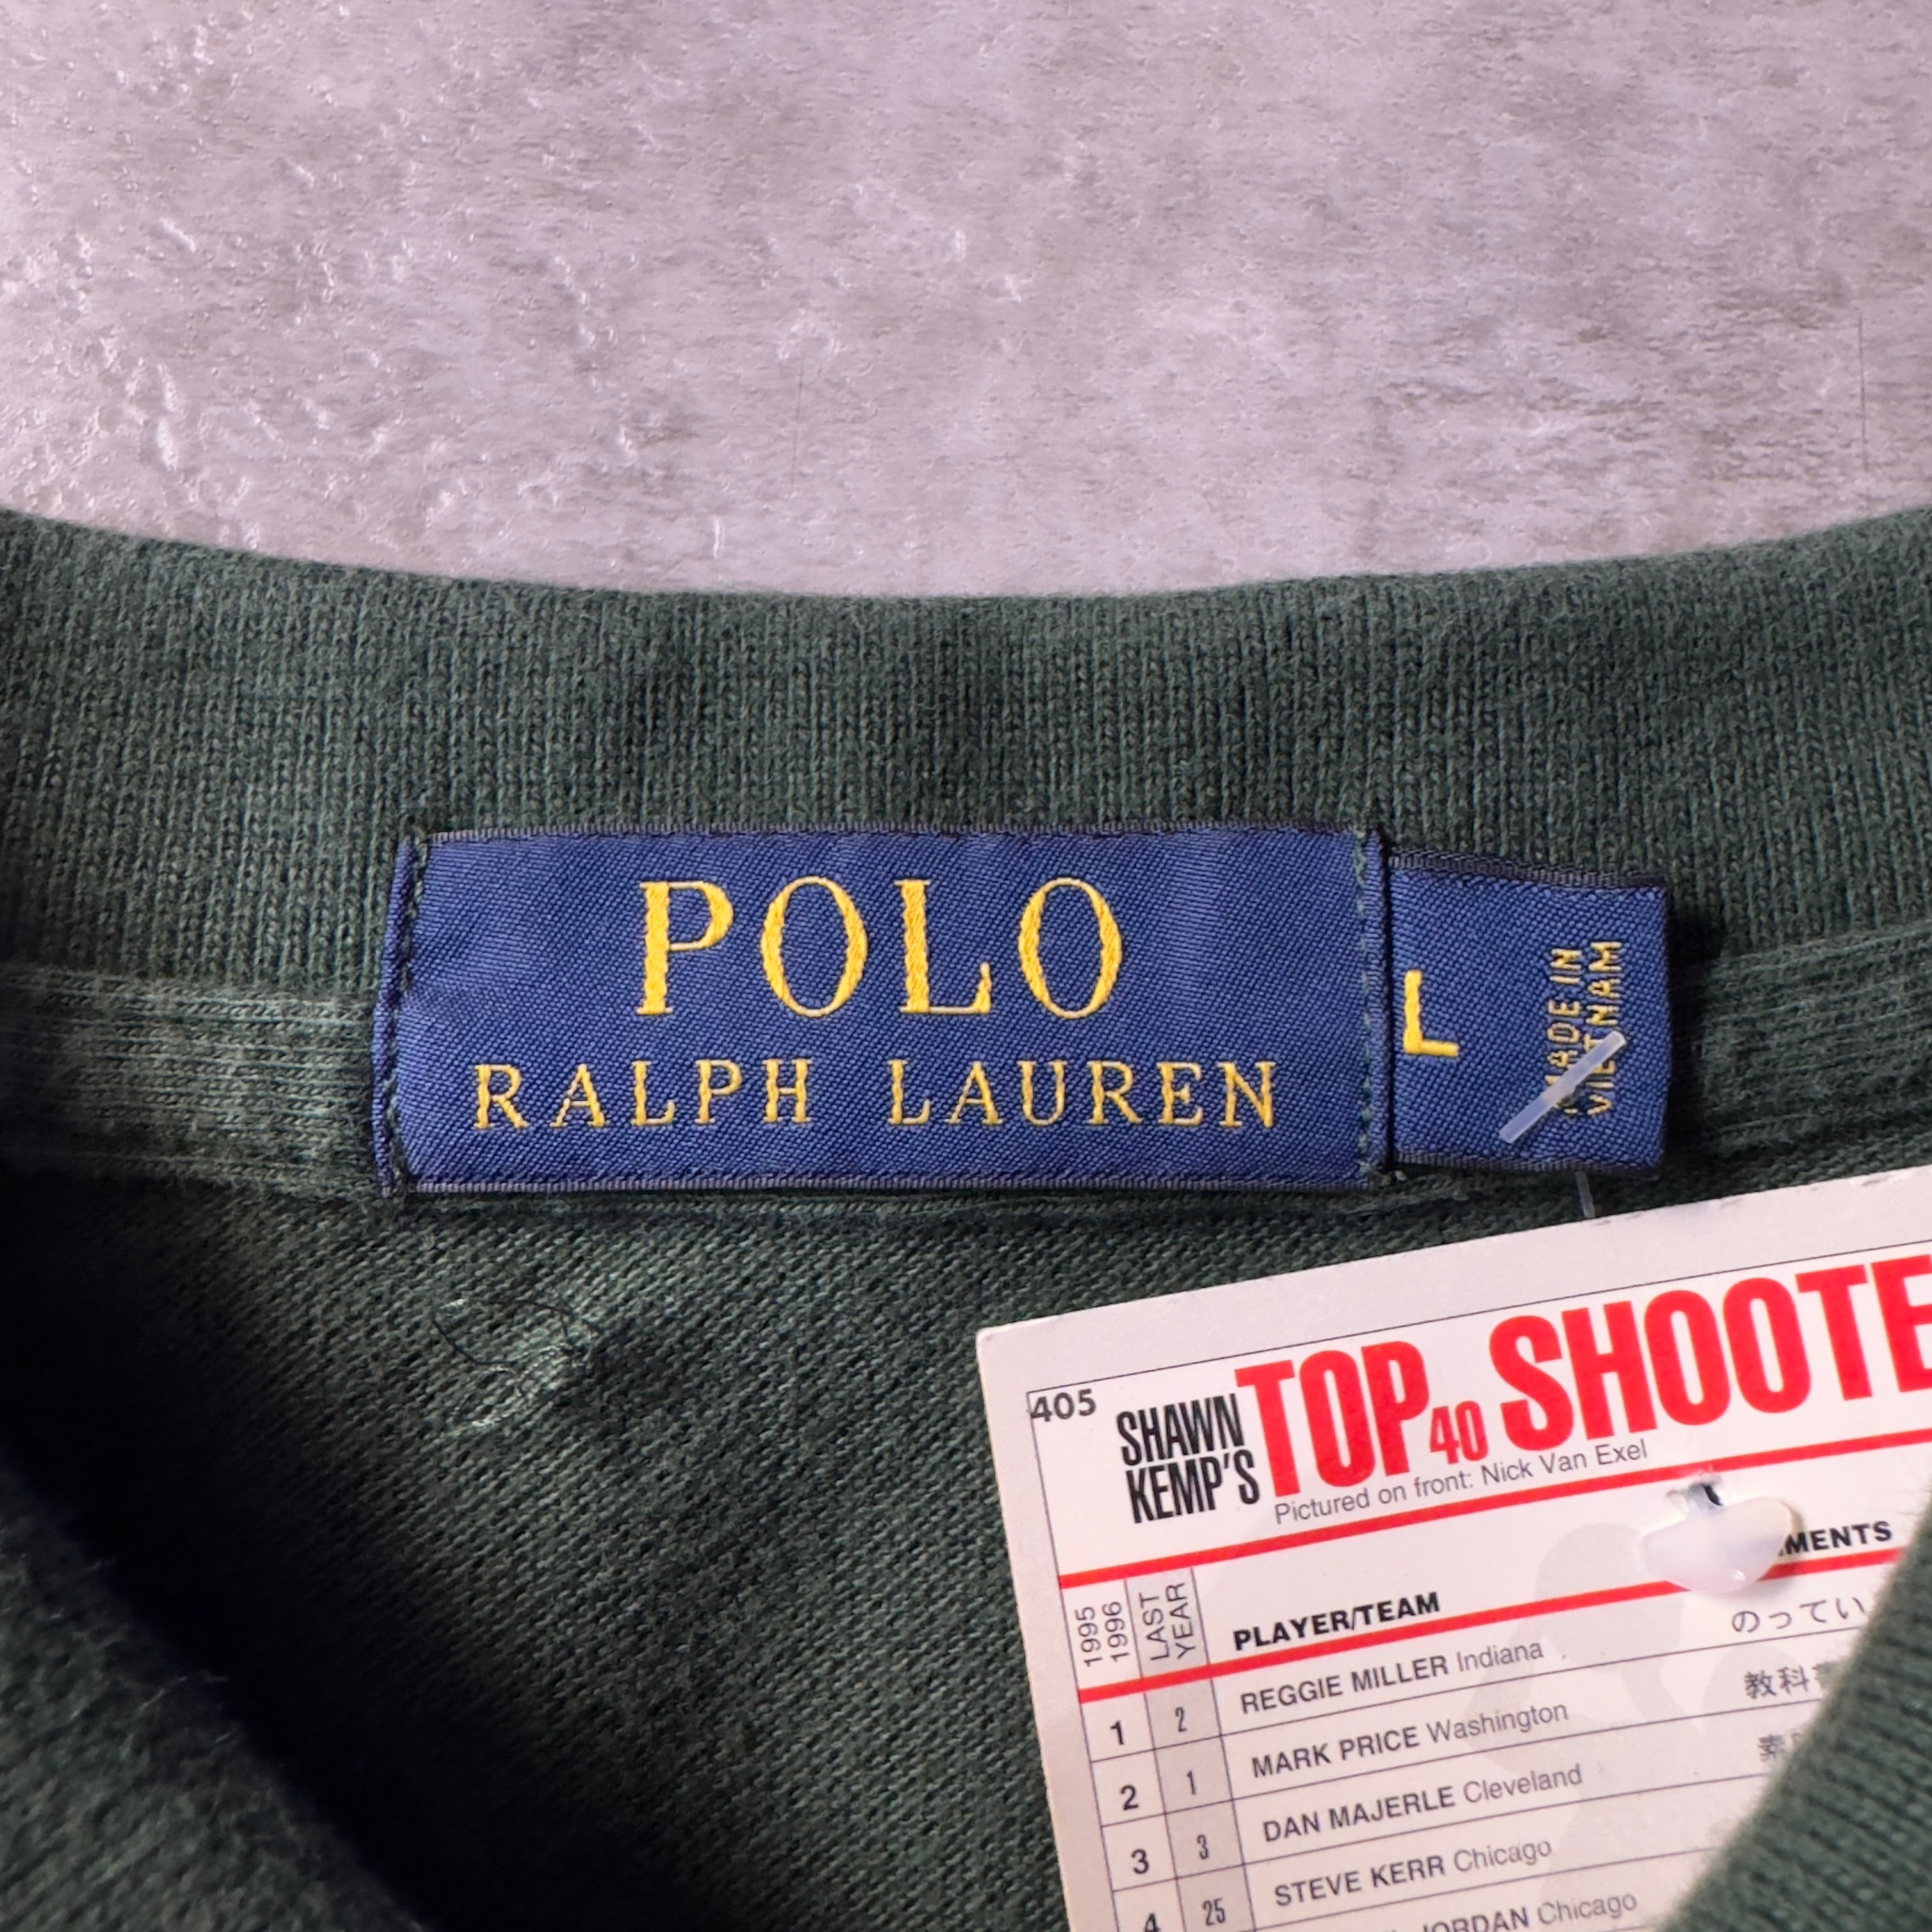 POLO
RALPH LAUREN
L
MADE IN
VIETNAM
405
SHAWN
KEMP'S
TOP 40 SHOOTE
Pictured on front: Nick Van Exel
1995
1996
LAST
YEAR
PLAYER/TEAM
MENTS
1 2 REGGIE MILLER Indiana のってい
2 1 MARK PRICE Washington 教科
3 3 DAN MAJERLE Cleveland
4 25 STEVE KERR Chicago
JORDAN Chicago